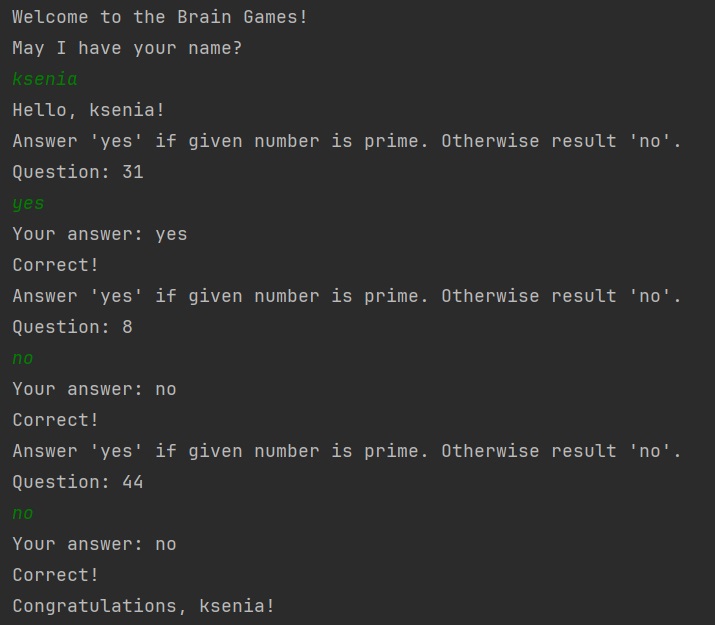 Welcome to the Brain Games!
May I have your name?
ksenia
Hello, ksenia!
Answer 'yes' if given number is prime. Otherwise result 'no'.
Question: 31
yes
Your answer: yes
Correct!
Answer 'yes' if given number is prime. Otherwise result 'no'.
Question: 8
no
Your answer: no
Correct!
Answer 'yes' if given number is prime. Otherwise result 'no'.
Question: 44
no
Your answer: no
Correct!
Congratulations, ksenia!